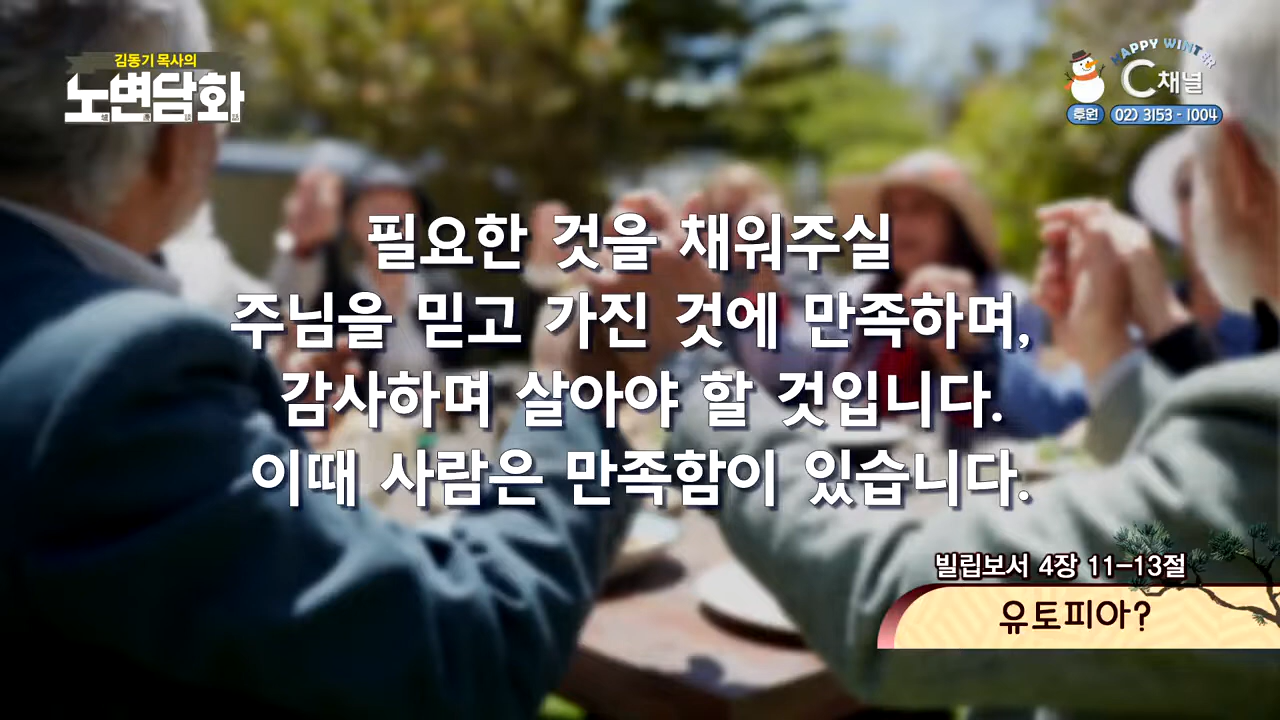 김동기 목사의
노변담화
HAPPY WINTER
C채널
후원 02) 3153-1004
필요한 것을 채워주실
주님을 믿고 가진 것에 만족하며,
감사하며 살아야 할 것입니다.
이때 사람은 만족함이 있습니다.
빌립보서 4장 11-13절
유토피아?